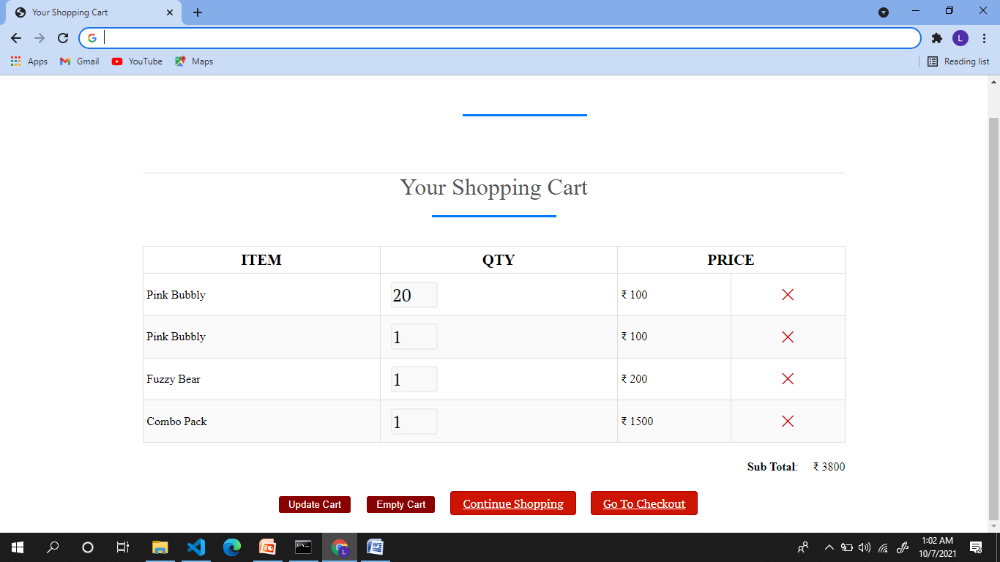 Your Shopping Cart
Apps Gmail YouTube Maps Reading list
Your Shopping Cart
ITEM QTY PRICE
Pink Bubbly 20 ₹ 100
Pink Bubbly 1 ₹ 100
Fuzzy Bear 1 ₹ 200
Combo Pack 1 ₹ 1500
Sub Total: ₹ 3800
Update Cart Empty Cart Continue Shopping Go To Checkout
1:02 AM
10/7/2021